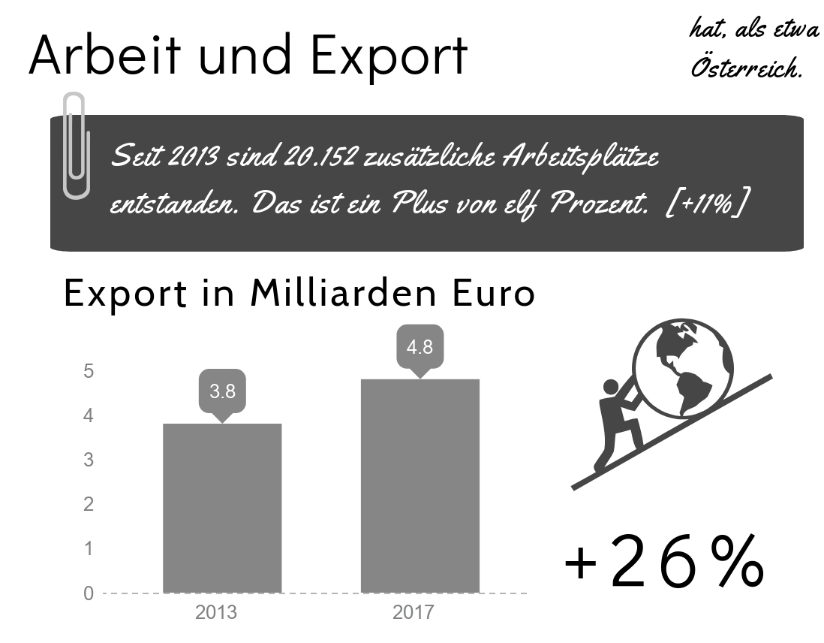 hat, als etwa
Österreich.
Arbeit und Export
Seit 2013 sind 20.152 zusätzliche Arbeitsplätze
entstanden. Das ist ein Plus von elf Prozent. [+11%]
Export in Milliarden Euro
5
4
3
2
1
0
3.8
4.8
2013
2017
+26%